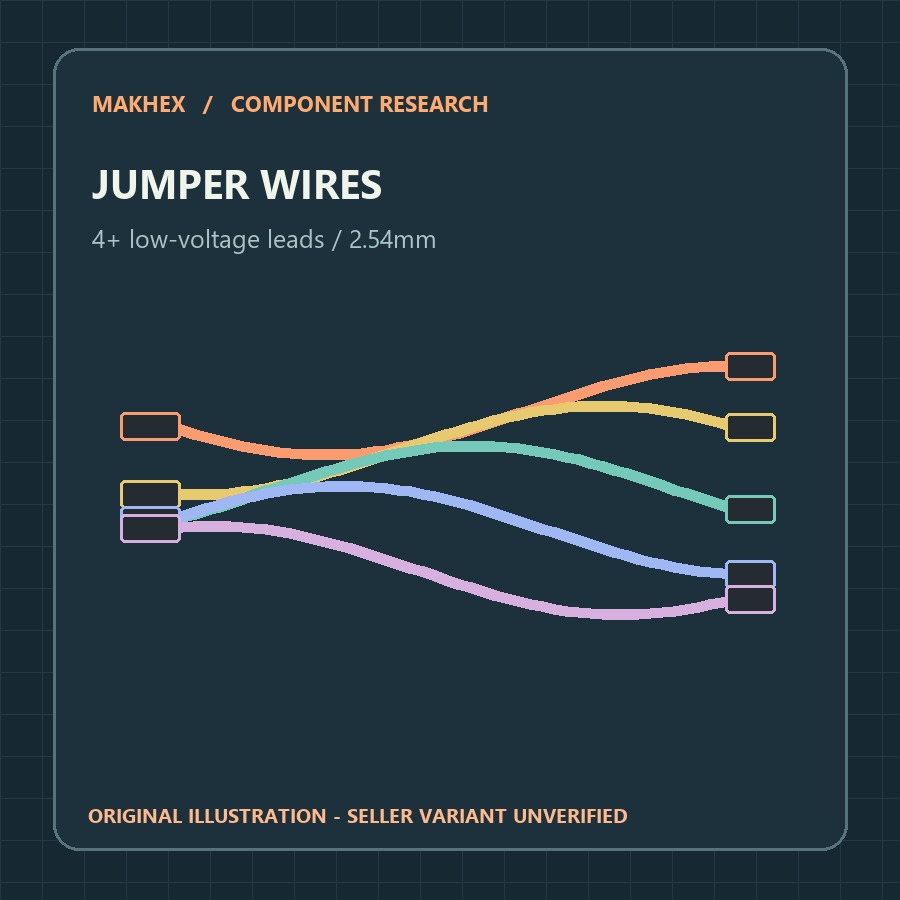 MAKHEX / COMPONENT RESEARCH
JUMPER WIRES
4+ low-voltage leads / 2.54mm
ORIGINAL ILLUSTRATION - SELLER VARIANT UNVERIFIED